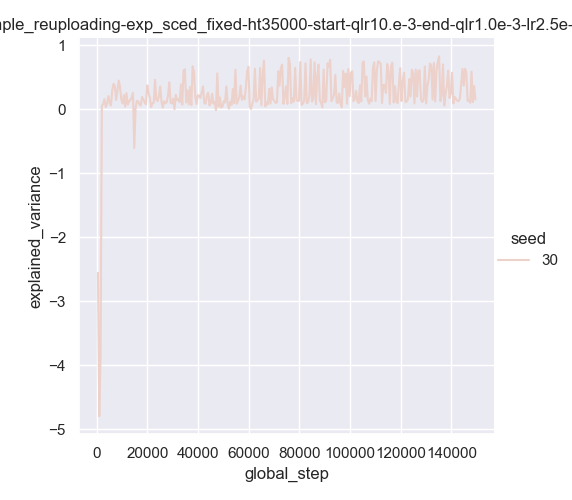 ple_reuploading-exp_sced_fixed-ht35000-start-qlr10.e-3-end-qlr1.0e-3-lr2.5e-
1
0
−1
−2
−3
−4
−5
explained_variance
0 20000 40000 60000 80000 100000 120000 140000
global_step
seed
30